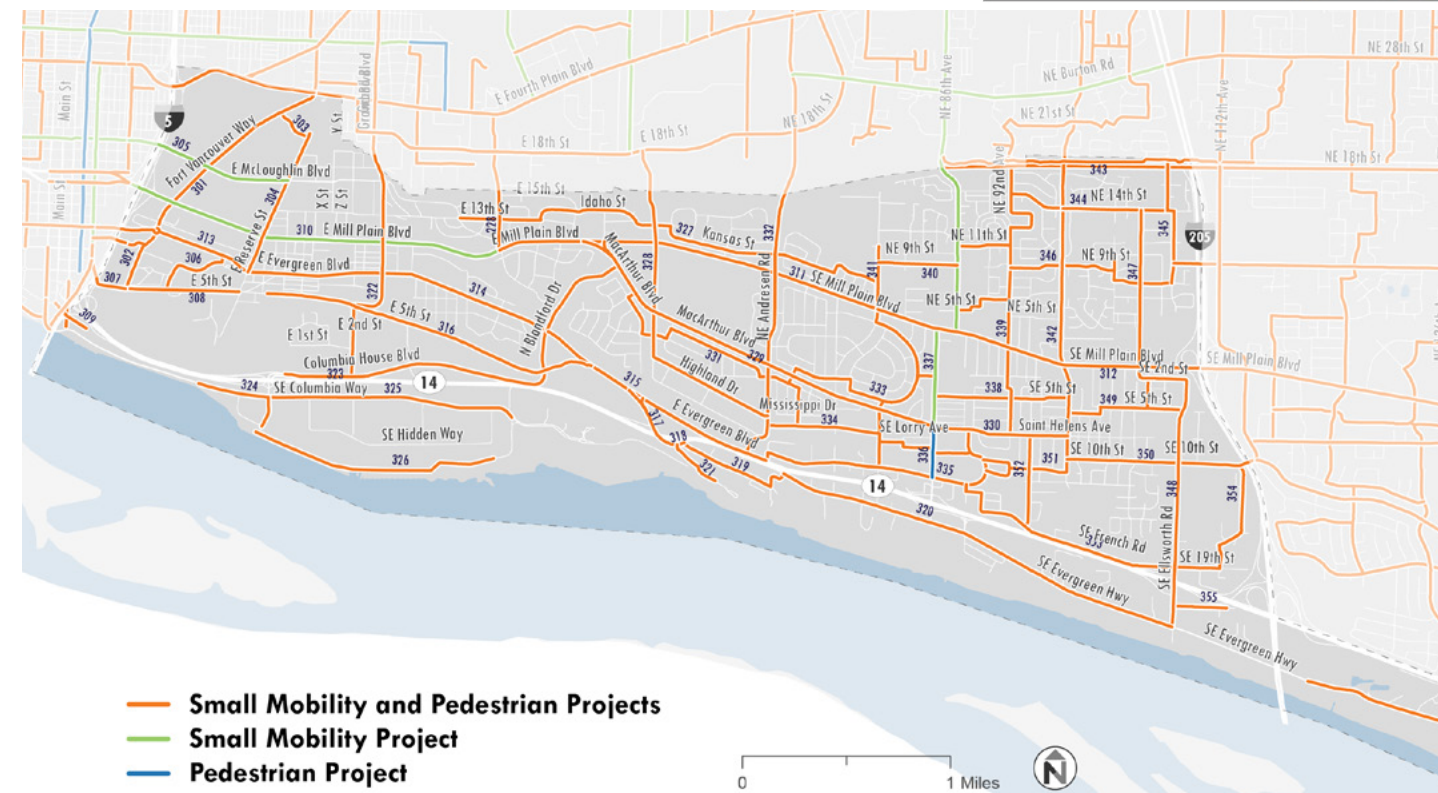 NE 28th St
NE Burton Rd
E Fourth Plain Blvd
NE 86th Ave
Main St
NE 21st St
NE 112th Ave
5
Fort Vancouver Way
303
Y St
E 18th St
E 18th St
NE 18th St
NE 18th St
305
E McLoughlin Blvd
301
304
X St
Z St
E 15th St
Idaho St
E 13th St
NE 92nd Ave
343
344
NE 14th St
Main St
E Reserve St
310
E Mill Plain Blvd
E Mill Plain Blvd
327
Kansas St
332
NE 11th St
345
205
313
302
306
E Evergreen Blvd
MacArthur Blvd
328
NE Andresen Rd
NE 9th St
341
340
346
NE 9th St
347
307
E 5th St
308
322
314
311
SE Mill Plain Blvd
NE 5th St
NE 5th St
309
E 1st St
E 2nd St
E 5th St
316
N Blandford Dr
MacArthur Blvd
329
339
342
Columbia House Blvd
323
331
337
SE Mill Plain Blvd
312
SE 2nd St
SE Mill Plain Blvd
324
SE Columbia Way
325
14
315
Highland Dr
333
338
SE 5th St
349
SE 5th St
317
E Evergreen Blvd
Mississippi Dr
334
SE Lorry Ave
330
Saint Helens Ave
SE Hidden Way
326
318
319
321
336
335
352
351
SE 10th St
350
SE 10th St
14
320
348
354
SE French Rd
SE Ellsworth Rd
SE 19th St
SE Evergreen Hwy
355
SE Evergreen Hwy
Small Mobility and Pedestrian Projects
Small Mobility Project
Pedestrian Project
0
1 Miles
N